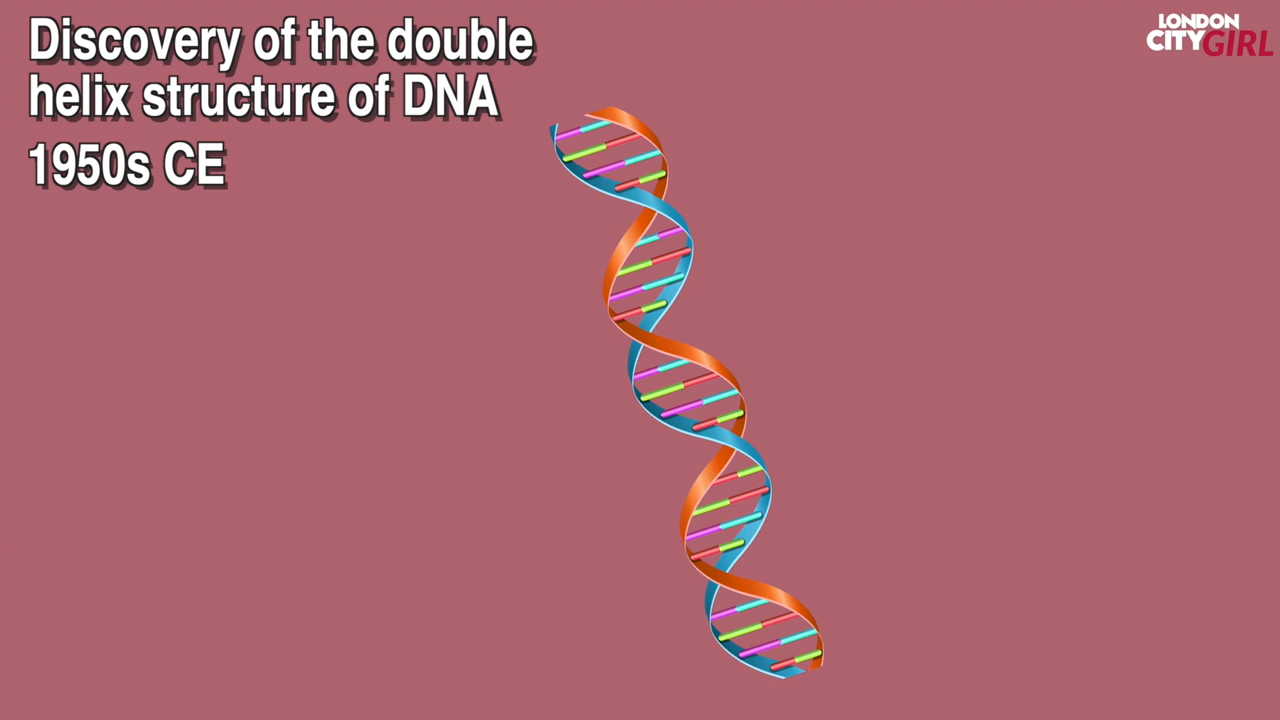 Discovery of the double
helix structure of DNA
1950s CE
LONDON
CITYGIRL